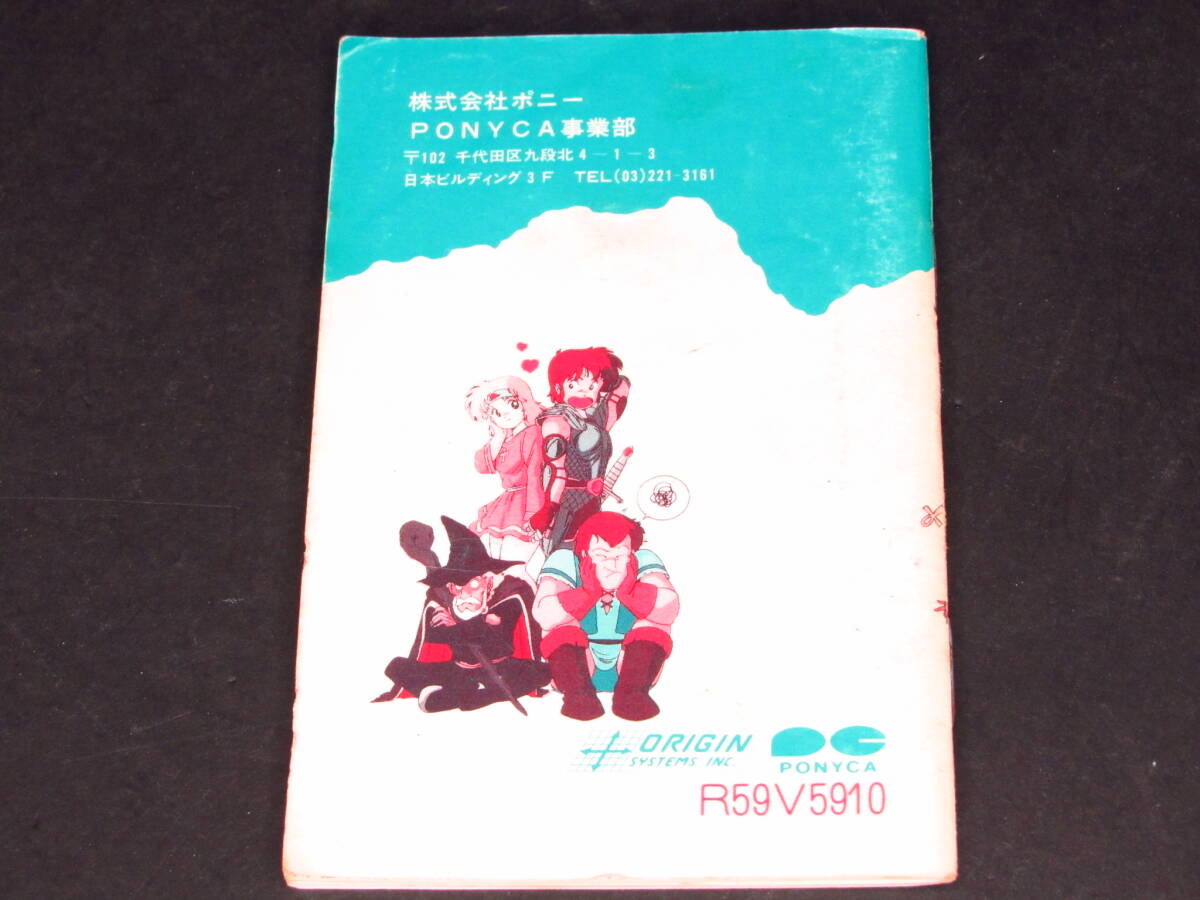 株式会社ポニー
PONYCA事業部
〒102 千代田区九段北4－1－3
日本ビルディング3F TEL(03)221-3161
ORIGIN
SYSTEMS INC.
PC
PONYCA
R59V5910